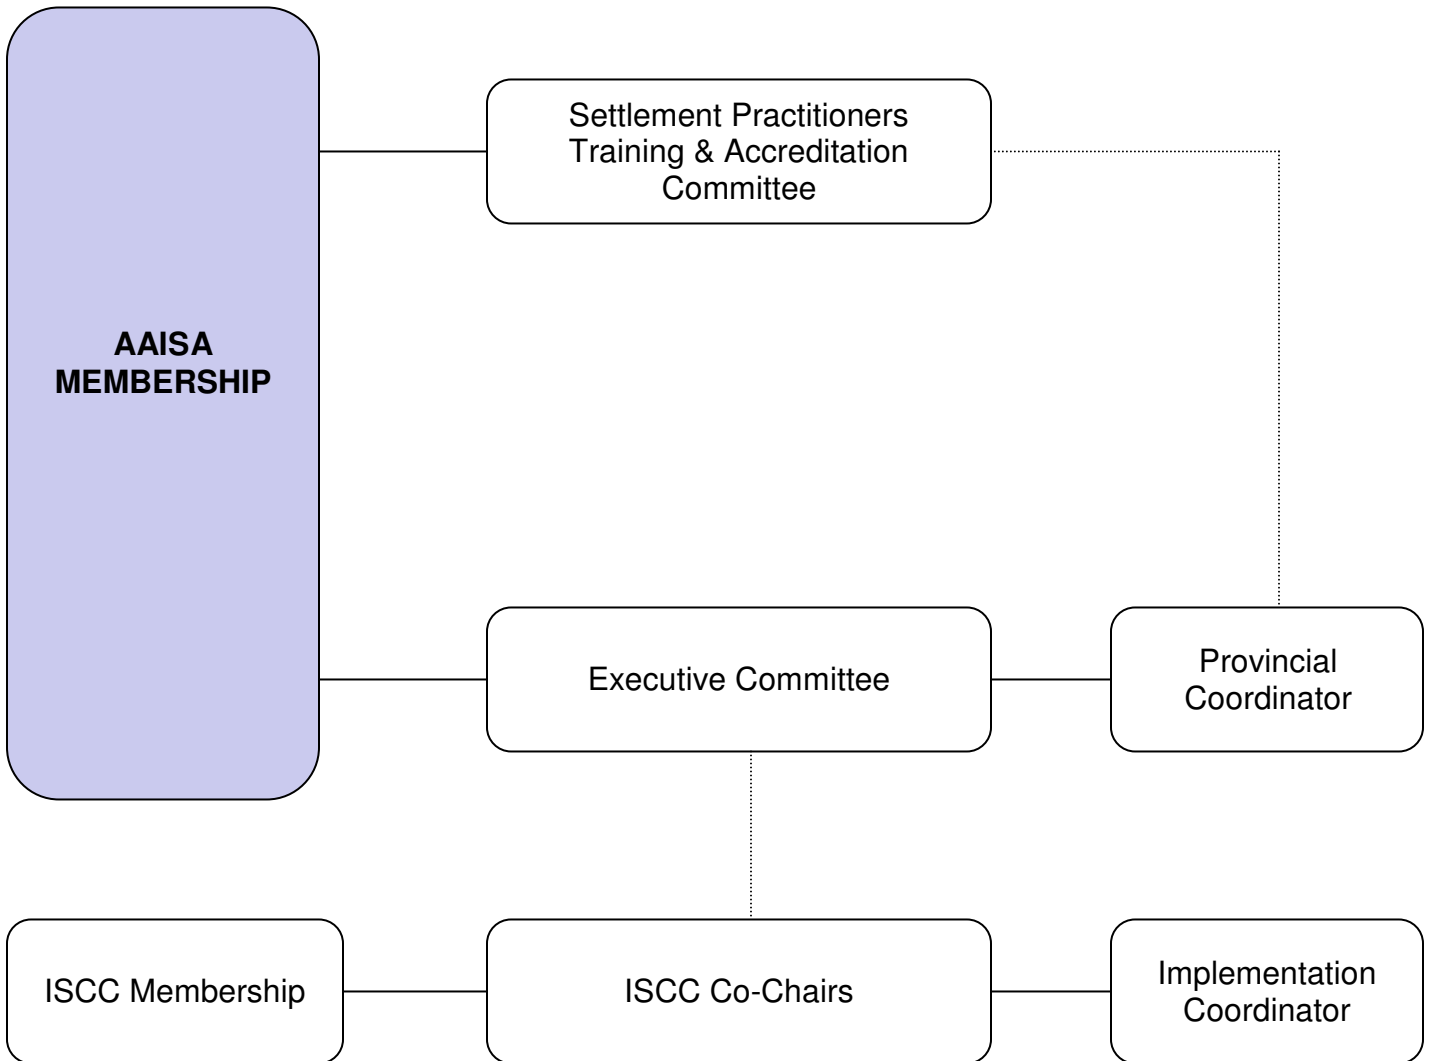 Settlement Practitioners
Training & Accreditation
Committee
AAISA
MEMBERSHIP
Executive Committee
Provincial
Coordinator
ISCC Membership
ISCC Co-Chairs
Implementation
Coordinator